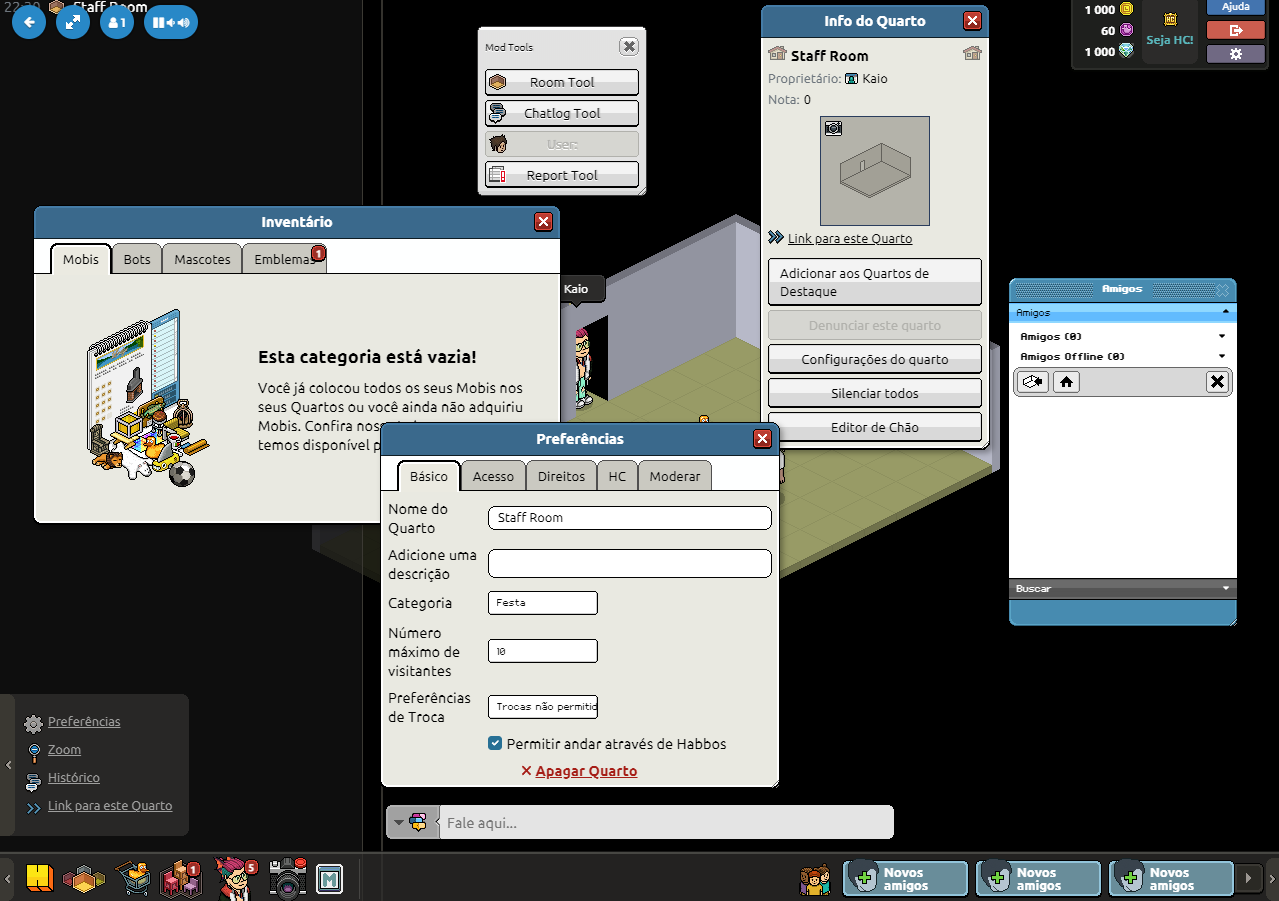 22:30 Staff Room
1
1 000
60
1 000
Seja HC!
Ajuda
Mod Tools
Room Tool
Chatlog Tool
User:
Report Tool
Info do Quarto
Staff Room
Proprietário: Kaio
Nota: 0
Link para este Quarto
Adicionar aos Quartos de
Destaque
Denunciar este quarto
Configurações do quarto
Silenciar todos
Editor de Chão
Inventário
Mobis
Bots
Mascotes
Emblemas
1
Esta categoria está vazia!
Você já colocou todos os seus Mobis nos
seus Quartos ou você ainda não adquiriu
Mobis. Confira
temos disponível
Kaio
Amigos
Amigos
Amigos (0)
Amigos Offline (0)
Buscar
Preferências
Básico
Acesso
Direitos
HC
Moderar
Nome do
Quarto
Staff Room
Adicione uma
descrição
Categoria
Festa
Número
máximo de
visitantes
10
Preferências
de Troca
Trocas não permitid
Permitir andar através de Habbos
Apagar Quarto
Preferências
Zoom
Histórico
Link para este Quarto
Fale aqui...
1
5
M
Novos
amigos
Novos
amigos
Novos
amigos